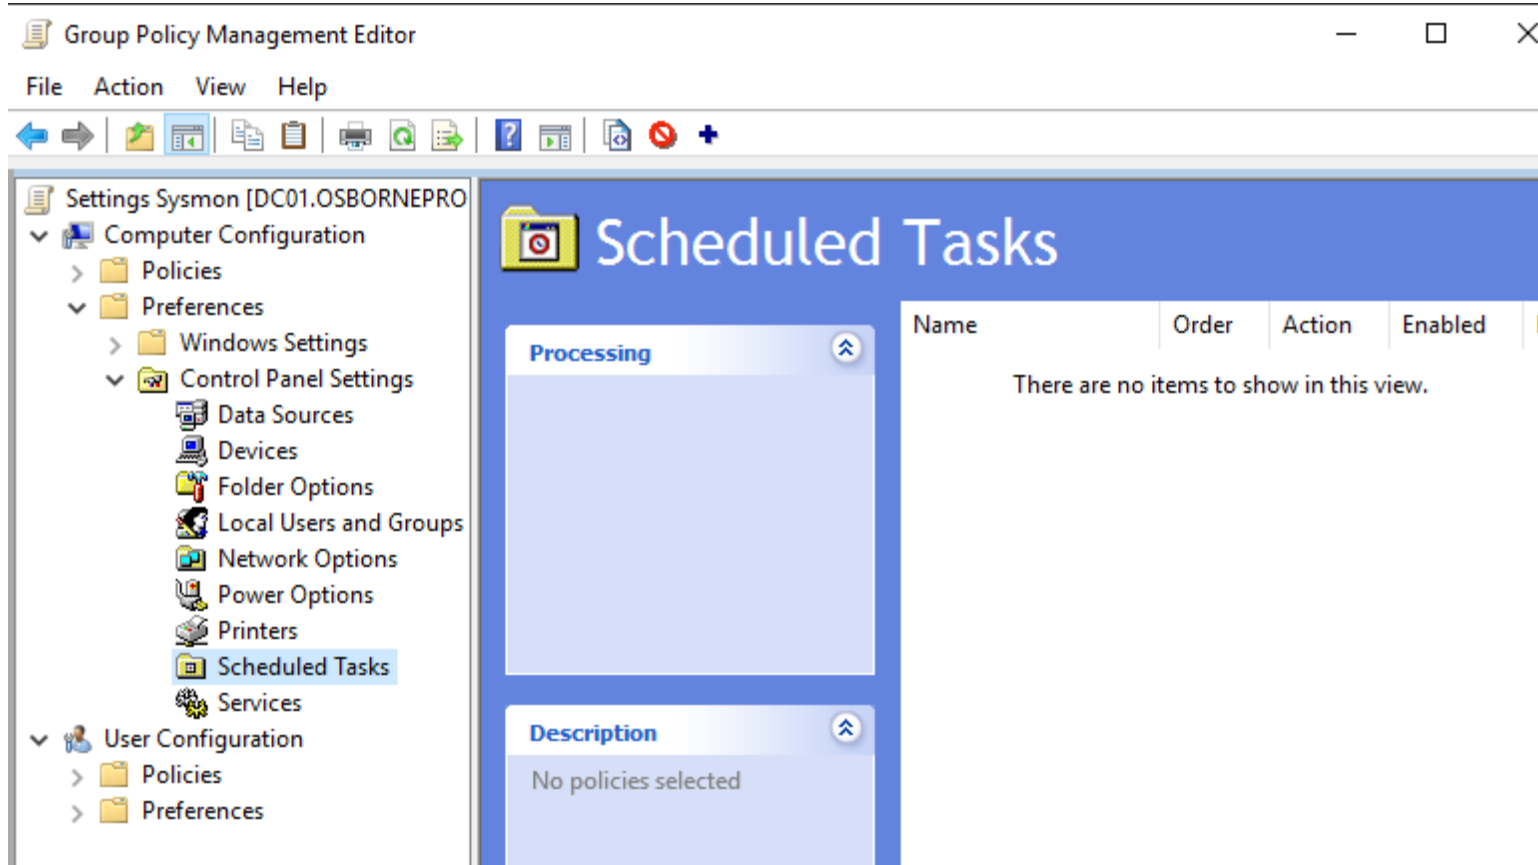 Group Policy Management Editor
File Action View Help
Settings Sysmon [DC01.OSBORNEPRO
Computer Configuration
Policies
Preferences
Windows Settings
Control Panel Settings
Data Sources
Devices
Folder Options
Local Users and Groups
Network Options
Power Options
Printers
Scheduled Tasks
Services
User Configuration
Policies
Preferences
Scheduled Tasks
Processing
Description
No policies selected
Name Order Action Enabled
There are no items to show in this view.